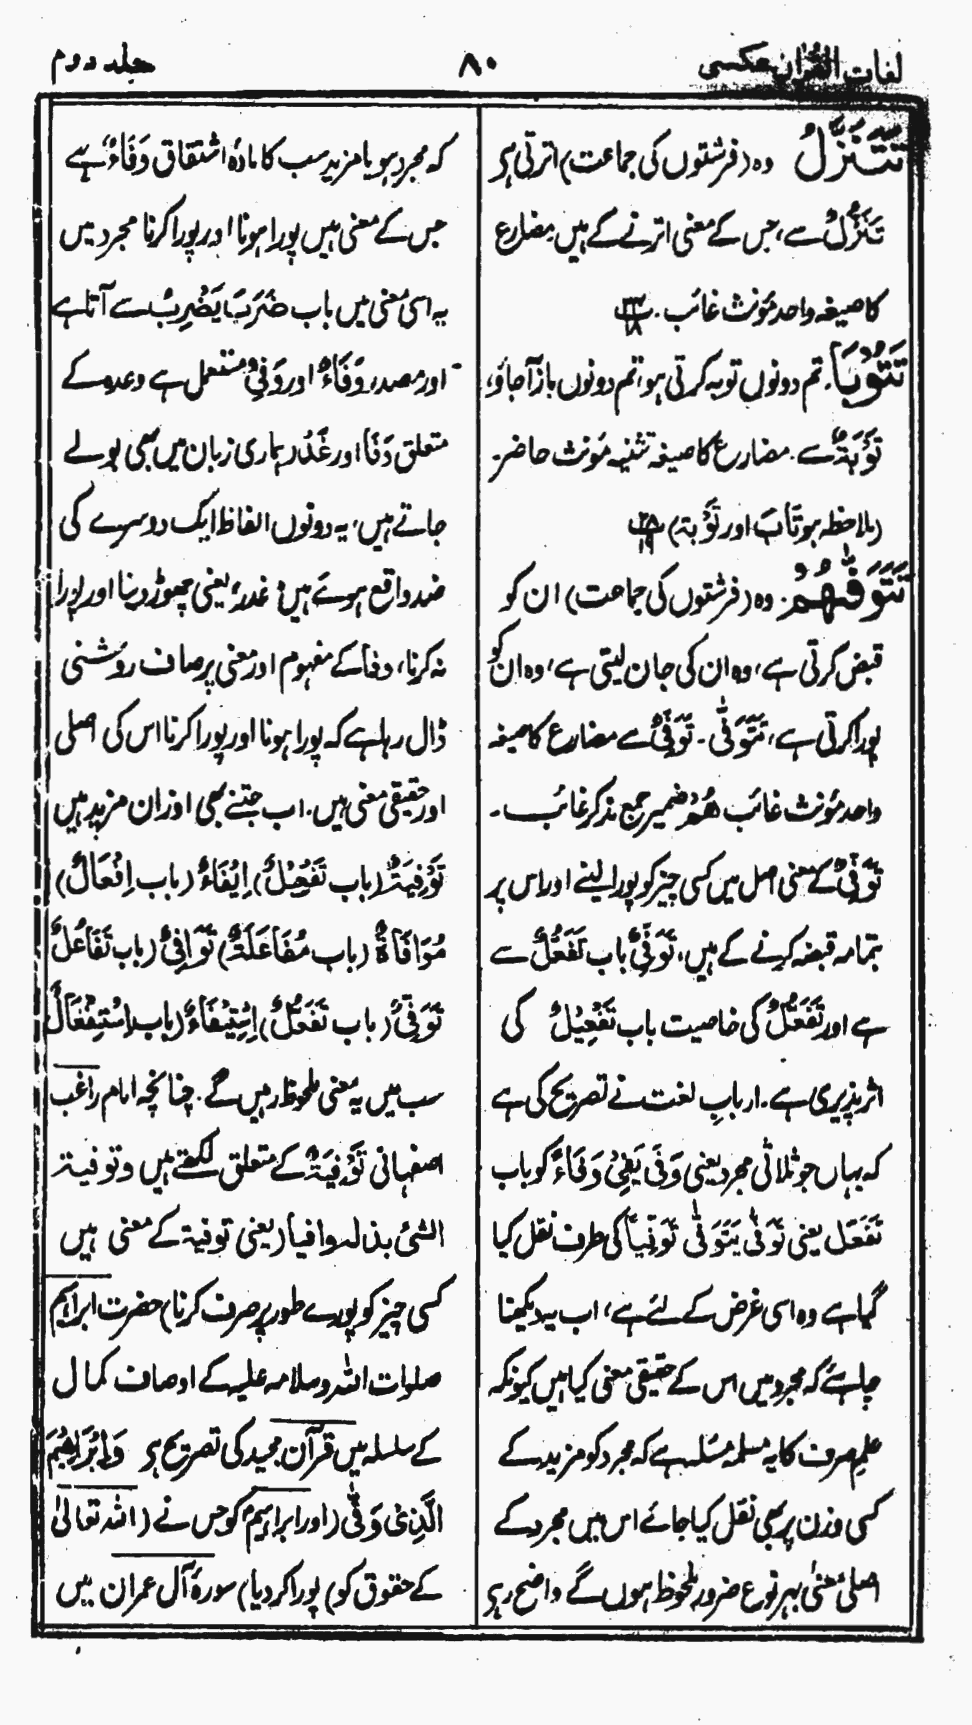 لغات القرآن عکسی
۸۰
جلد دوم
تَتَنَزَّلُ وہ (فرشتوں کی جماعت) اترتی ہر
تَنَزُّلٌ سے، جس کے معنی اترنے کے ہیں مضارع
کا صیغہ واحد مؤنث غائب۔
تَتُوْبَا۔ تم دونوں توبہ کرتی ہو، تم دونوں باز آجاؤ،
تَوْبَةٌ سے۔ مضارع کا صیغہ تثنیہ مؤنث حاضر۔
(ملاحظہ ہو تَابَ اور تَوْبة)
تَتَوَفّٰهُمْ۔ وہ (فرشتوں کی جماعت) ان کو
قبض کرتی ہے، وہ ان کی جان لیتی ہے، وہ ان کو
پورا کرتی ہے، تَتَوَفّٰی۔ تَوَفِّیٌ سے مضارع کا صیغہ
واحد مؤنث غائب هُمْ ضمیر جمع مذکر غائب۔
تَوَفِّیٌ کے معنی اصل میں کسی چیز کو پورا لینے اور اس پر
بتمامہ قبضہ کرنے کے ہیں، تَوَفِّیٌ باب تَفَعُّلٌ سے
ہے اور تَفَعُّلٌ کی خاصیت باب تَفْعِیْلٌ کی
اثر پذیری ہے۔ اربابِ لغت نے تصریح کی ہے
کہ یہاں جو ثلاثی مجرد یعنی وَفٰی یَفِیْ وَفَاءً کو باب
تَفَعَّلَ یعنی تَوَفّٰی یَتَوَفّٰی تَوَفِّیاً کی طرف نقل کیا
گیا ہے وہ اسی غرض کے لئے ہے، اب یہ دیکھنا
چاہئے کہ مجرد میں اس کے حقیقی معنی کیا ہیں کیونکہ
علم صرف کا یہ مسلمہ مسئلہ ہے کہ مجرد کو مزید کے
کسی وزن پر بھی نقل کیا جائے اس میں مجرد کے
اصلی معنٰی بہر نوع ضرور ملحوظ ہوں گے واضح رہے
کہ مجرد ہو یا مزید سب کا مادۂ اشتقاق وَفَاءٌ ہے
جس کے معنی ہیں پورا ہونا اور پورا کرنا مجرد میں
یہ اسی معنی میں باب ضَرَبَ یَضْرِبُ سے آتا ہے
اور مصدر وَفَاءٌ اور وَفْیٌ مستعمل ہے وعدہ کے
متعلق وَفَا اور غَدْر ہماری زبان میں بھی بولے
جاتے ہیں، یہ دونوں الفاظ ایک دوسرے کی
ضد واقع ہوئے ہیں، غدر یعنی چھوڑ دینا اور پورا
نہ کرنا، وفا کے مفہوم اور معنی پر صاف روشنی
ڈال رہا ہے کہ پورا ہونا اور پورا کرنا اس کی اصلی
اور حقیقی معنی ہیں۔ اب جتنے بھی اوزان مزید ہیں
تَوْفِیَةٌ (باب تَفْعِیْلٌ) اِیْفَاءٌ (باب اِفْعَالٌ)
مُوَافَاةٌ (باب مُفَاعَلَةٌ) تَوَافِیٌ (باب تَفَاعُلٌ)
تَوَفِّیٌ (باب تَفَعُّلٌ) اِسْتِیْفَاءٌ (باب اِسْتِفْعَالٌ
سب میں یہ معنی ملحوظ رہیں گے۔ چنانچہ امام راغب
اصفہانی تَوْفِیَةٌ کے متعلق لکھتے ہیں وتوفیة
الشئ بذلہ وافیاً (یعنی توفیة کے معنی ہیں
کسی چیز کو پورے طور پر صرف کرنا) حضرت ابراہیم
صلوات اللہ وسلامہ علیہ کے اوصاف کمال
کے سلسلہ میں قرآن مجید کی تصریح ہر وَاِبْرَاهِیْمَ
الَّذِیْ وَفّٰی (اور ابراہیم کو جس نے (اللہ تعالیٰ
کے حقوق کو) پورا کر دیا) سورۂ آل عمران میں